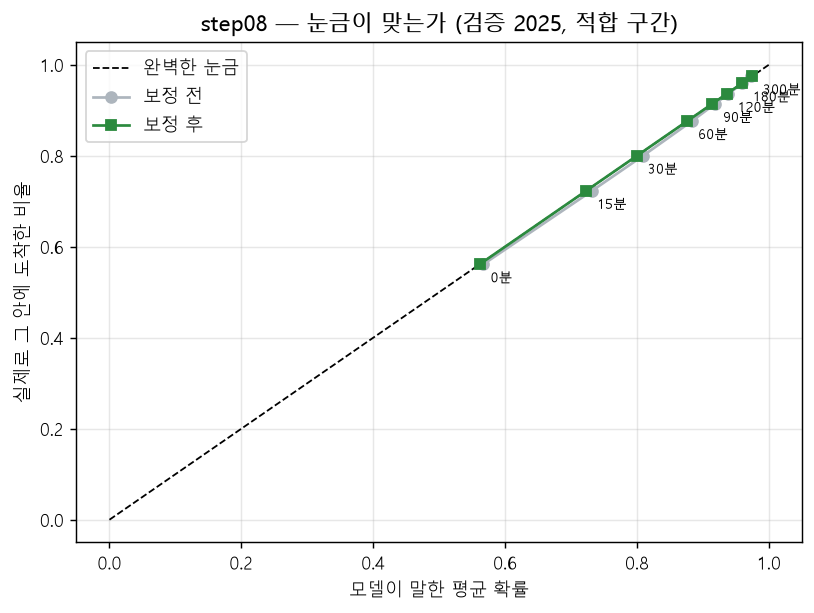 step08 — 눈금이 맞는가 (검증 2025, 적합 구간)
완벽한 눈금
보정 전
보정 후
실제로 그 안에 도착한 비율
1.0
0.8
0.6
0.4
0.2
0.0
300분
180분
120분
90분
60분
30분
15분
0분
0.0 0.2 0.4 0.6 0.8 1.0
모델이 말한 평균 확률